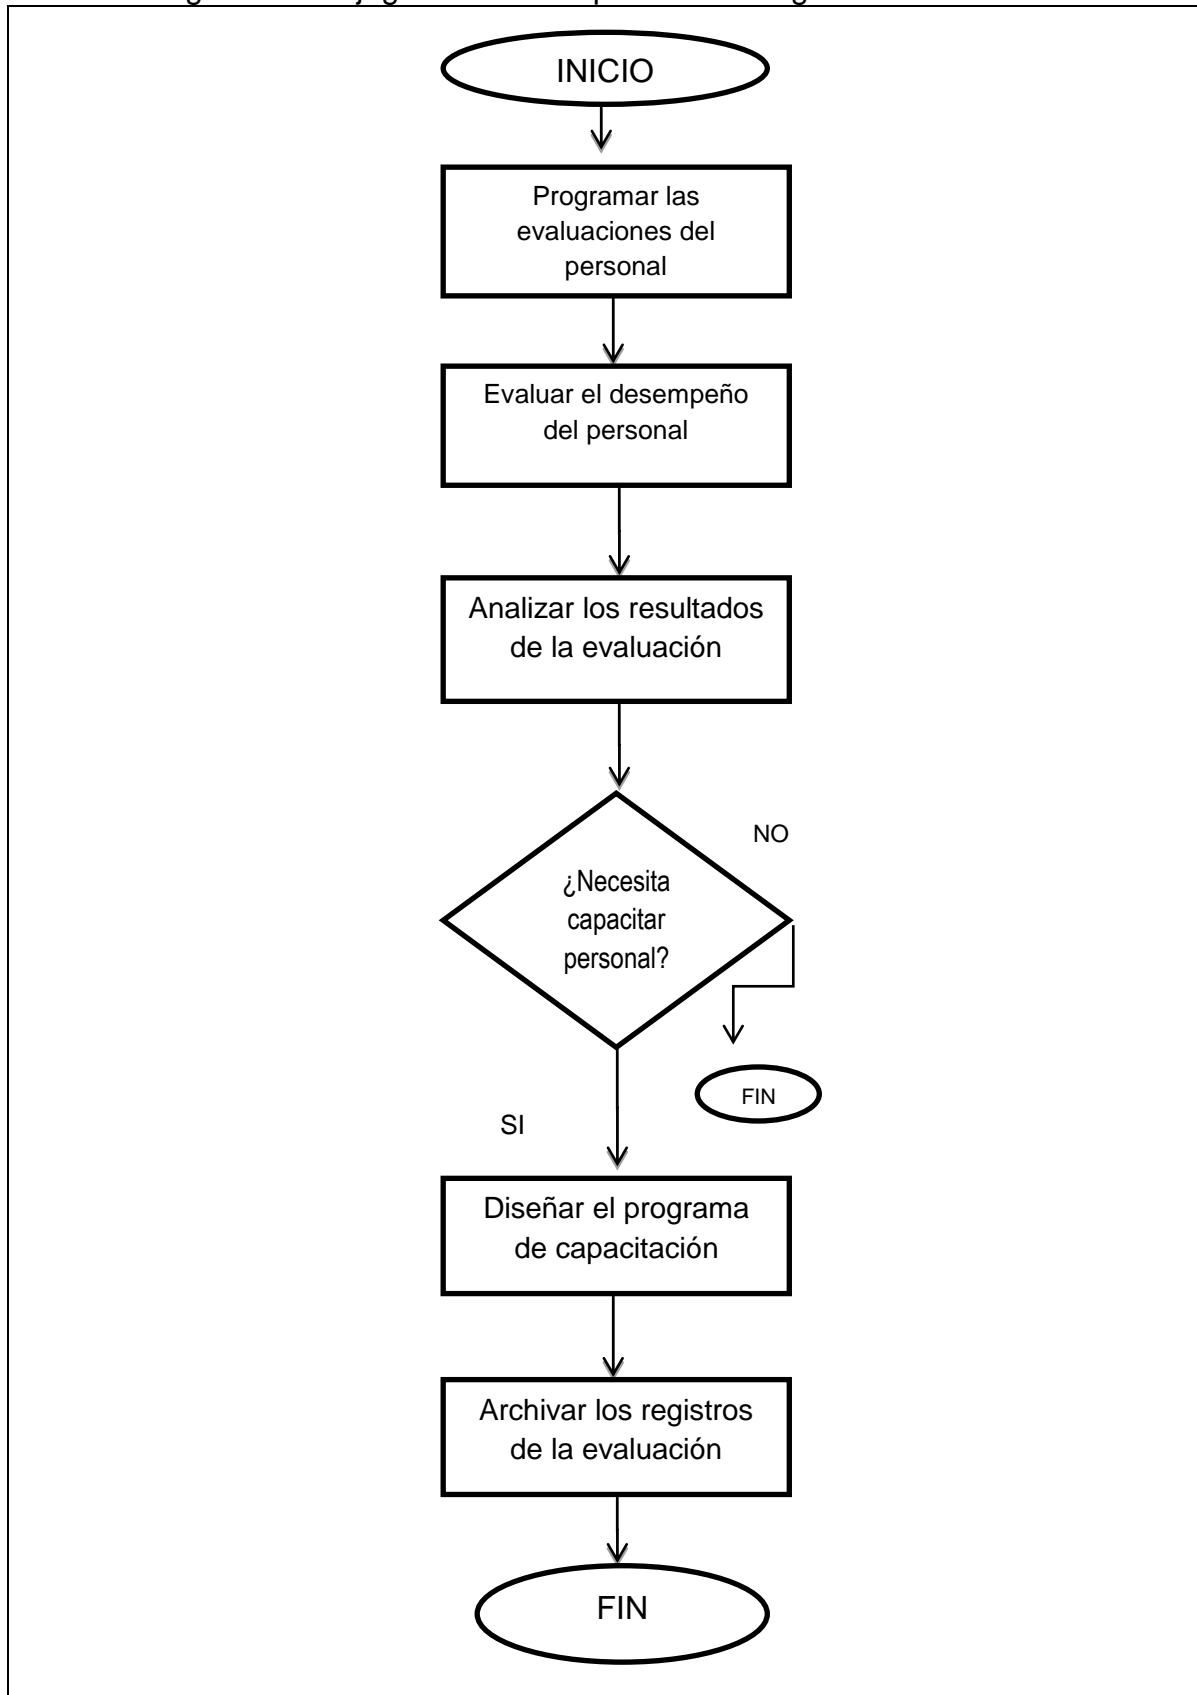 INICIO
Programar las
evaluaciones del
personal
Evaluar el desempeño
del personal
Analizar los resultados
de la evaluación
NO
¿Necesita
capacitar
personal?
FIN
SI
Diseñar el programa
de capacitación
Archivar los registros
de la evaluación
FIN